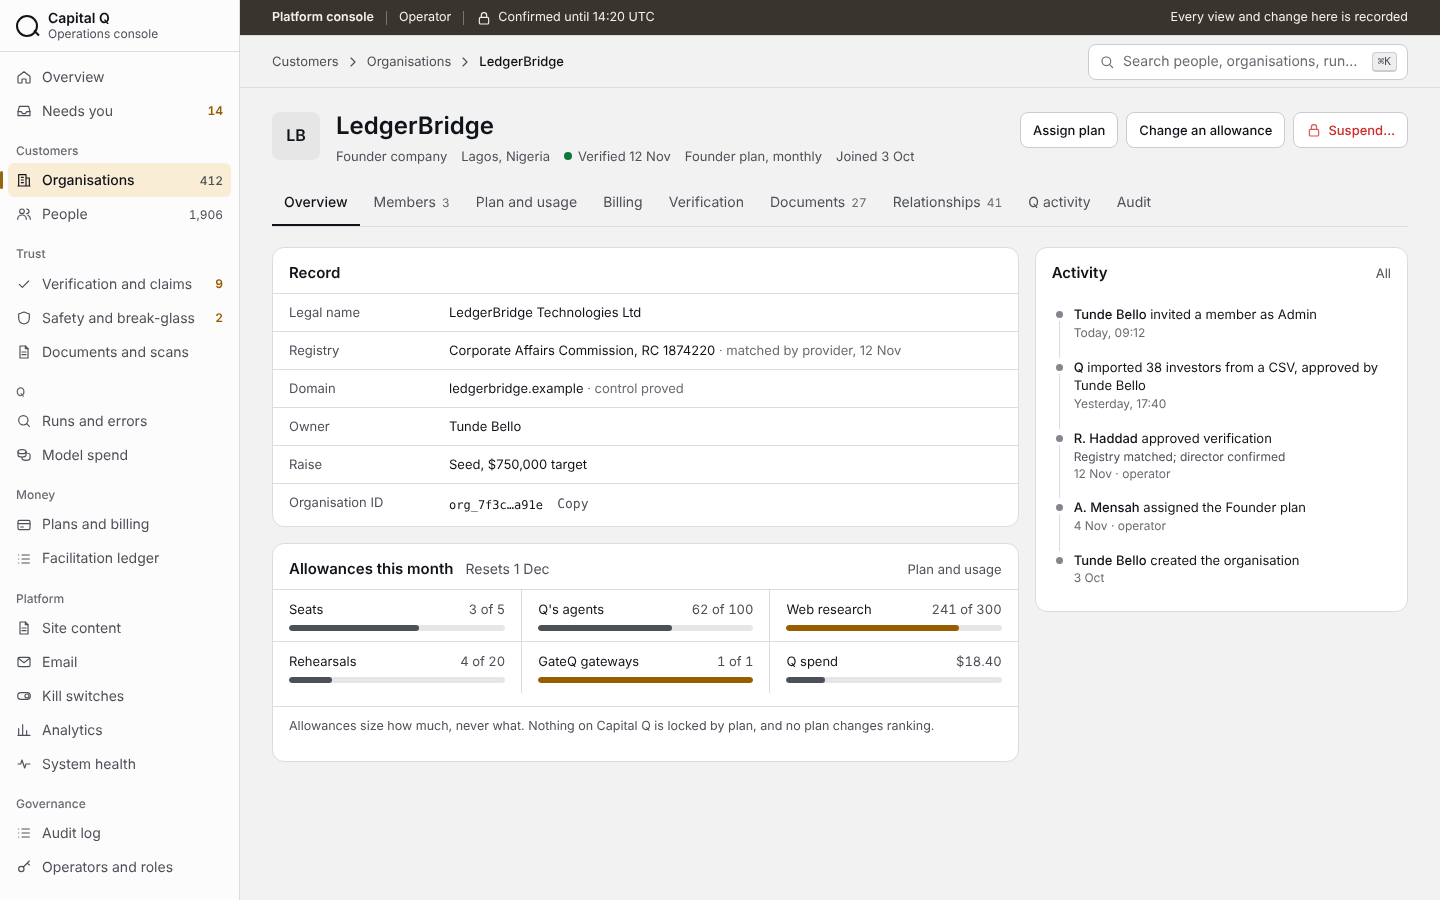 Capital Q
Operations console
Overview
Needs you 14
Customers
Organisations 412
People 1,906
Trust
Verification and claims 9
Safety and break-glass 2
Documents and scans
Q
Runs and errors
Model spend
Money
Plans and billing
Facilitation ledger
Platform
Site content
Email
Kill switches
Analytics
System health
Governance
Audit log
Operators and roles
Platform console Operator Confirmed until 14:20 UTC Every view and change here is recorded
Customers Organisations LedgerBridge
Search people, organisations, run... ⌘K
LB
LedgerBridge
Founder company Lagos, Nigeria Verified 12 Nov Founder plan, monthly Joined 3 Oct
Assign plan Change an allowance Suspend...
Overview Members 3 Plan and usage Billing Verification Documents 27 Relationships 41 Q activity Audit
Record
Legal name LedgerBridge Technologies Ltd
Registry Corporate Affairs Commission, RC 1874220 · matched by provider, 12 Nov
Domain ledgerbridge.example · control proved
Owner Tunde Bello
Raise Seed, $750,000 target
Organisation ID org_7f3c…a91e Copy
Allowances this month Resets 1 Dec Plan and usage
Seats 3 of 5
Q's agents 62 of 100
Web research 241 of 300
Rehearsals 4 of 20
GateQ gateways 1 of 1
Q spend $18.40
Allowances size how much, never what. Nothing on Capital Q is locked by plan, and no plan changes ranking.
Activity All
Tunde Bello invited a member as Admin
Today, 09:12
Q imported 38 investors from a CSV, approved by
Tunde Bello
Yesterday, 17:40
R. Haddad approved verification
Registry matched; director confirmed
12 Nov · operator
A. Mensah assigned the Founder plan
4 Nov · operator
Tunde Bello created the organisation
3 Oct